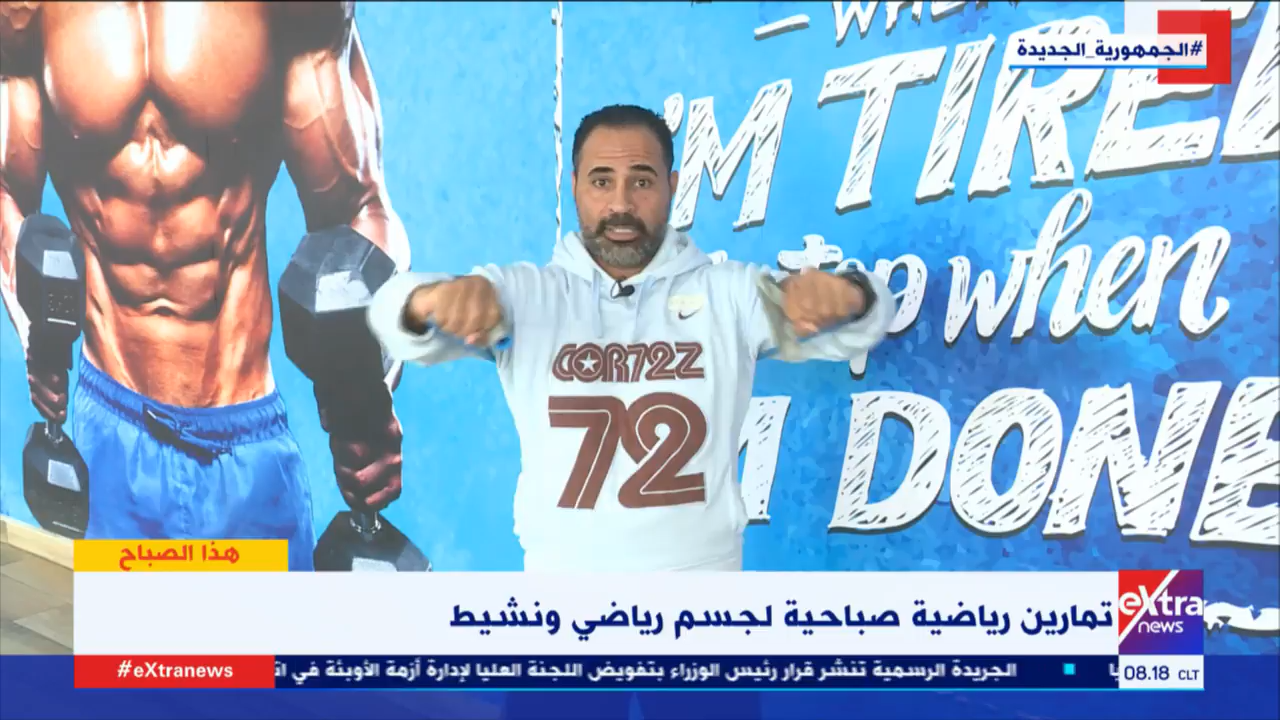 #الجمهورية_الجديدة
I'M TIRED
stop when
I'M DONE
COR72Z
72
هذا الصباح
تمارين رياضية صباحية لجسم رياضي ونشيط
eXtra
news
#eXtranews
الجريدة الرسمية تنشر قرار رئيس الوزراء بتفويض اللجنة العليا لإدارة أزمة الأوبئة في
08.18 CLT